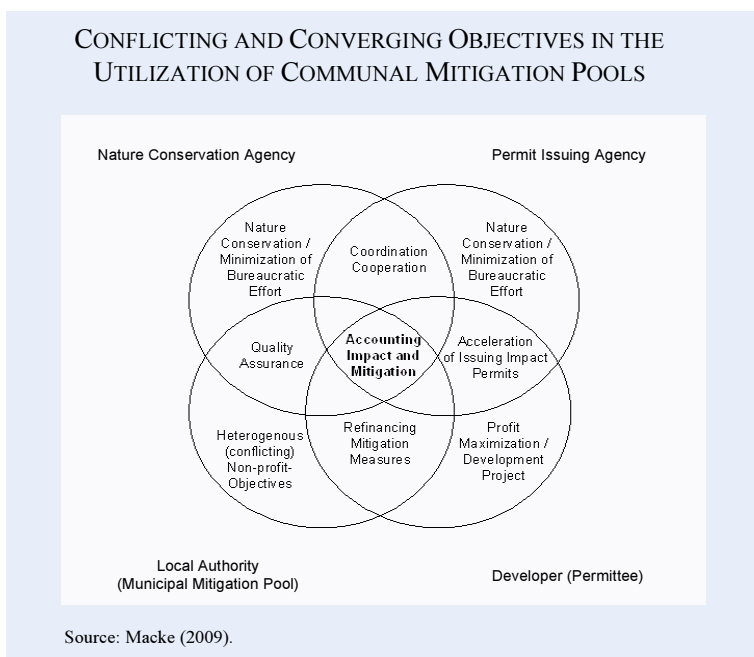 CONFLICTING AND CONVERGING OBJECTIVES IN THE
UTILIZATION OF COMMUNAL MITIGATION POOLS
Nature Conservation Agency
Permit Issuing Agency
Nature
Conservation /
Minimization of
Bureaucratic
Effort
Coordination
Cooperation
Nature
Conservation /
Minimization of
Bureaucratic
Effort
Quality
Assurance
Accounting
Impact and
Mitigation
Acceleration
of Issuing Impact
Permits
Heterogenous
(conflicting)
Non-profit-
Objectives
Refinancing
Mitigation
Measures
Profit
Maximization /
Development
Project
Local Authority
(Municipal Mitigation Pool)
Developer (Permittee)
Source: Macke (2009).